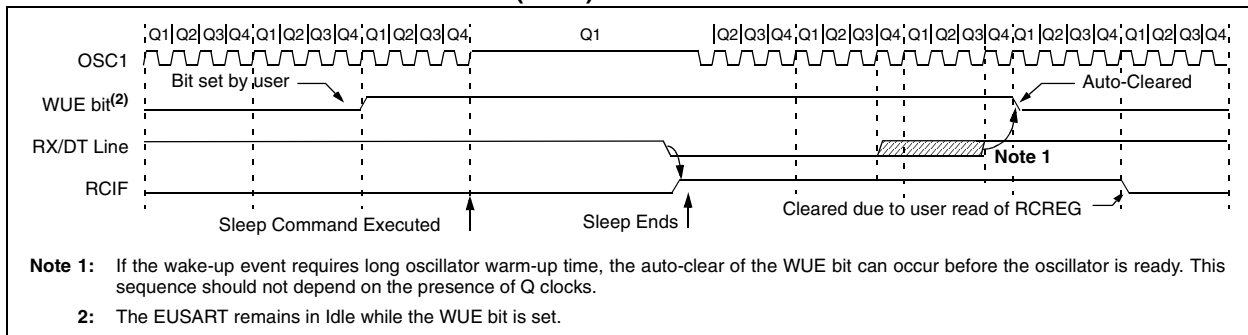 Q1 Q2 Q3 Q4 Q1 Q2 Q3 Q4 Q1 Q2 Q3 Q4 Q1 Q2 Q3 Q4 Q1 Q2 Q3 Q4 Q1 Q2 Q3 Q4 Q1 Q2 Q3 Q4
OSC1
Bit set by user
Auto-Cleared
WUE bit(2)
RX/DT Line
Note 1
RCIF
Cleared due to user read of RCREG
Sleep Command Executed
Sleep Ends
Note 1: If the wake-up event requires long oscillator warm-up time, the auto-clear of the WUE bit can occur before the oscillator is ready. This
sequence should not depend on the presence of Q clocks.
2: The EUSART remains in Idle while the WUE bit is set.